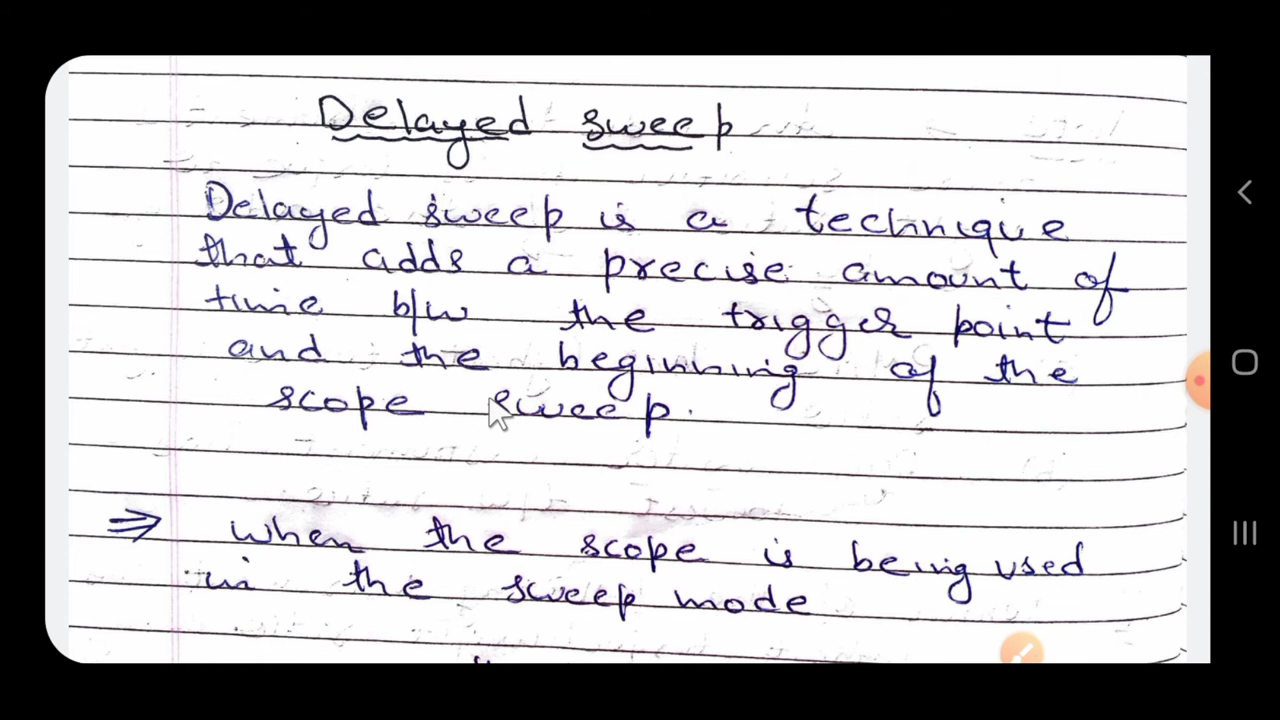 Delayed sweep
Delayed sweep is a technique
that adds a precise amount of
time b/w the trigger point
and the beginning of the
scope sweep.
⇒ when the scope is being used
in the sweep mode